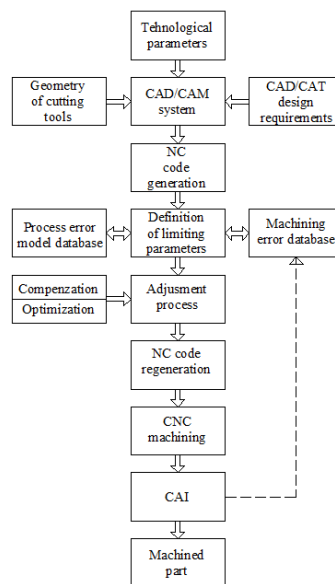 Tehnological
parameters
Geometry
of cutting
tools
CAD/CAM
system
CAD/CAT
design
requirements
NC
code
generation
Process error
model database
Definition
of limiting
parameters
Machining
error database
Compenzation
Optimization
Adjusment
process
NC code
regeneration
CNC
machining
CAI
Machined
part